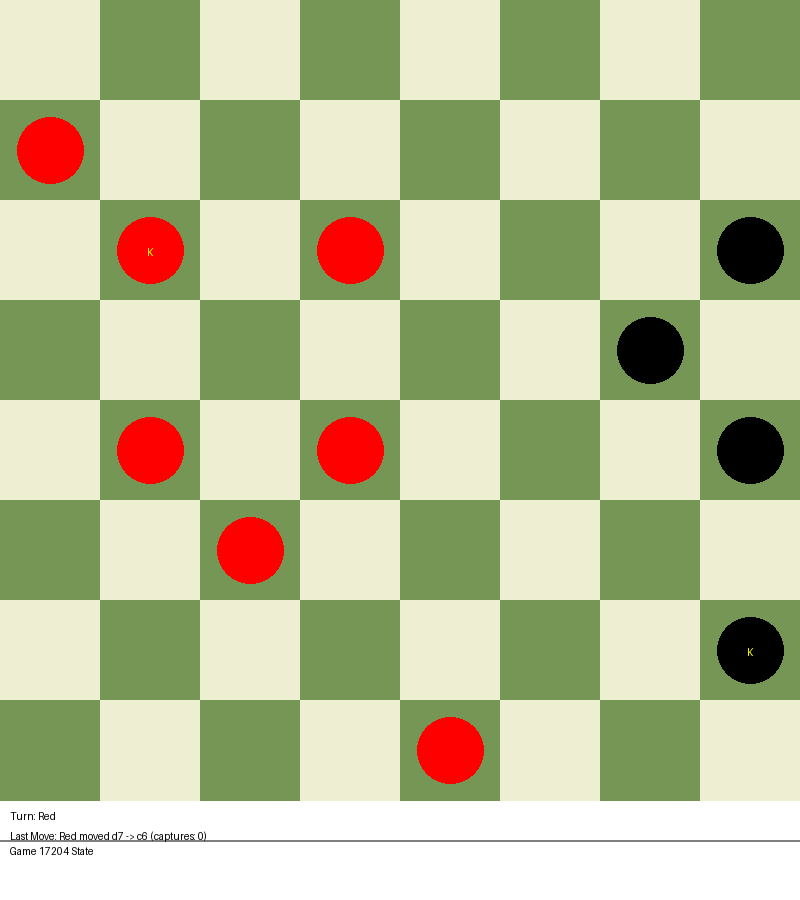 K
K
Turn: Red
Last Move: Red moved d7 -> c6 (captures: 0)
Game 17204 State